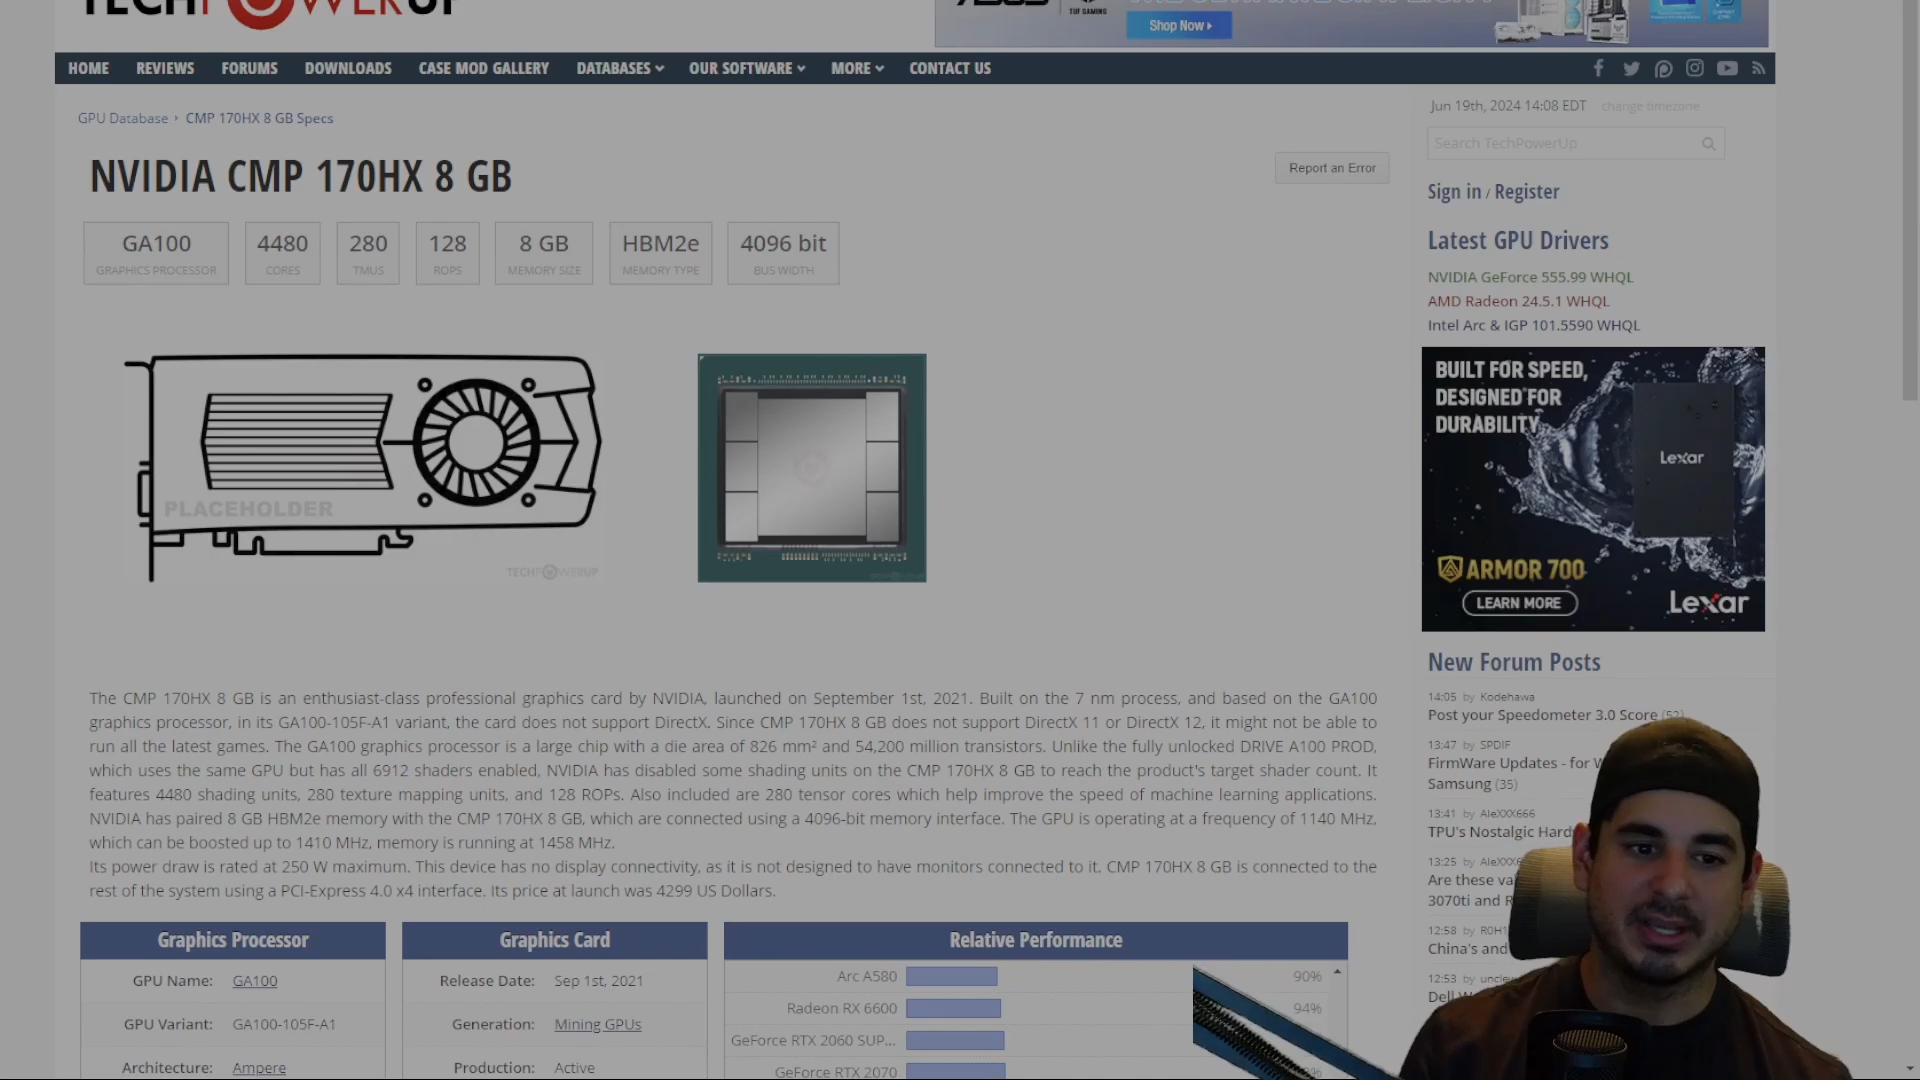 TECHPOWERUP
ASUS
TUF GAMING
Shop Now
HOME REVIEWS FORUMS DOWNLOADS CASE MOD GALLERY DATABASES OUR SOFTWARE MORE CONTACT US
GPU Database › CMP 170HX 8 GB Specs
Jun 19th, 2024 14:08 EDT change timezone
Search TechPowerUp
NVIDIA CMP 170HX 8 GB
Report an Error
Sign in / Register
GA100 4480 280 128 8 GB HBM2e 4096 bit
GRAPHICS PROCESSOR CORES TMUS ROPS MEMORY SIZE MEMORY TYPE BUS WIDTH
Latest GPU Drivers
NVIDIA GeForce 555.99 WHQL
AMD Radeon 24.5.1 WHQL
Intel Arc & IGP 101.5590 WHQL
PLACEHOLDER
TECHPOWERUP
BUILT FOR SPEED,
DESIGNED FOR
DURABILITY
Lexar
ARMOR 700
LEARN MORE
Lexar
The CMP 170HX 8 GB is an enthusiast-class professional graphics card by NVIDIA, launched on September 1st, 2021. Built on the 7 nm process, and based on the GA100
graphics processor, in its GA100-105F-A1 variant, the card does not support DirectX. Since CMP 170HX 8 GB does not support DirectX 11 or DirectX 12, it might not be able to
run all the latest games. The GA100 graphics processor is a large chip with a die area of 826 mm² and 54,200 million transistors. Unlike the fully unlocked DRIVE A100 PROD,
which uses the same GPU but has all 6912 shaders enabled, NVIDIA has disabled some shading units on the CMP 170HX 8 GB to reach the product's target shader count. It
features 4480 shading units, 280 texture mapping units, and 128 ROPs. Also included are 280 tensor cores which help improve the speed of machine learning applications.
NVIDIA has paired 8 GB HBM2e memory with the CMP 170HX 8 GB, which are connected using a 4096-bit memory interface. The GPU is operating at a frequency of 1140 MHz,
which can be boosted up to 1410 MHz, memory is running at 1458 MHz.
Its power draw is rated at 250 W maximum. This device has no display connectivity, as it is not designed to have monitors connected to it. CMP 170HX 8 GB is connected to the
rest of the system using a PCI-Express 4.0 x4 interface. Its price at launch was 4299 US Dollars.
New Forum Posts
14:05 by Kodehawa
Post your Speedometer 3.0 Score (52)
13:47 by SPDIF
FirmWare Updates - for W
Samsung (35)
13:41 by AleXXX666
TPU's Nostalgic Hard
13:25 by AleXXX6
Are these va
3070ti and R
12:58 by R0H1
China's and
12:53 by unclew
Dell W
Graphics Processor
GPU Name: GA100
GPU Variant: GA100-105F-A1
Architecture: Ampere
Graphics Card
Release Date: Sep 1st, 2021
Generation: Mining GPUs
Production: Active
Relative Performance
Arc A580 90%
Radeon RX 6600 94%
GeForce RTX 2060 SUP...
GeForce RTX 2070